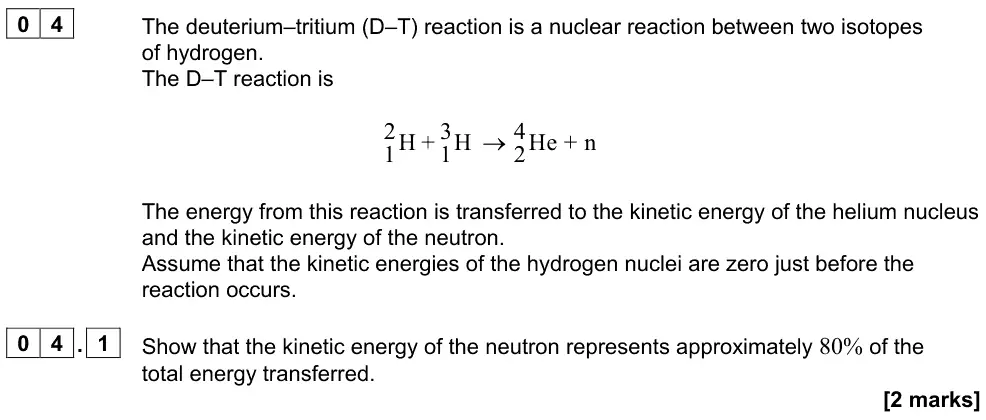 0 4 The deuterium–tritium (D–T) reaction is a nuclear reaction between two isotopes
of hydrogen.
The D–T reaction is
²₁H + ³₁H → ⁴₂He + n
The energy from this reaction is transferred to the kinetic energy of the helium nucleus
and the kinetic energy of the neutron.
Assume that the kinetic energies of the hydrogen nuclei are zero just before the
reaction occurs.
0 4 . 1 Show that the kinetic energy of the neutron represents approximately 80% of the
total energy transferred.
[2 marks]